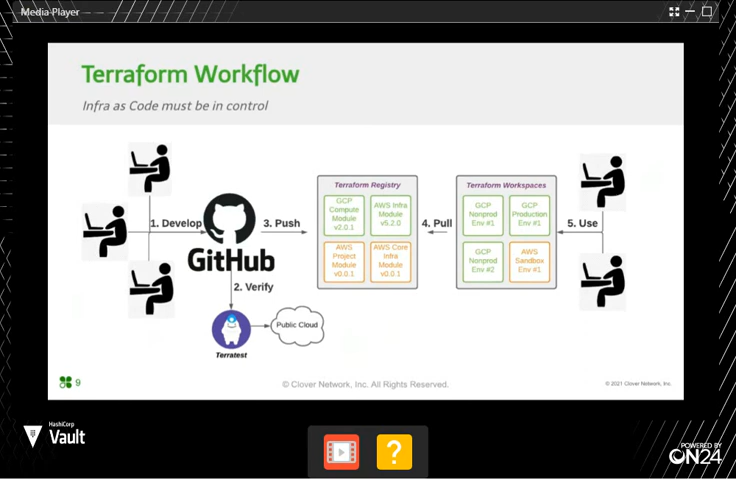 Media Player
Terraform Workflow
Infra as Code must be in control
1. Develop
GitHub
3. Push
2. Verify
Terratest
Public Cloud
Terraform Registry
GCP
Compute
Module
v2.0.1
AWS Infra
Module
v5.2.0
AWS
Project
Module
v0.0.1
AWS Core
Infra
Module
v0.0.1
4. Pull
Terraform Workspaces
GCP
Nonprod
Env #1
GCP
Production
Env #1
GCP
Nonprod
Env #2
AWS
Sandbox
Env #1
5. Use
9
© Clover Network, Inc. All Rights Reserved.
© 2021 Clover Network, Inc.
HashiCorp
Vault
?
POWERED BY
ON24